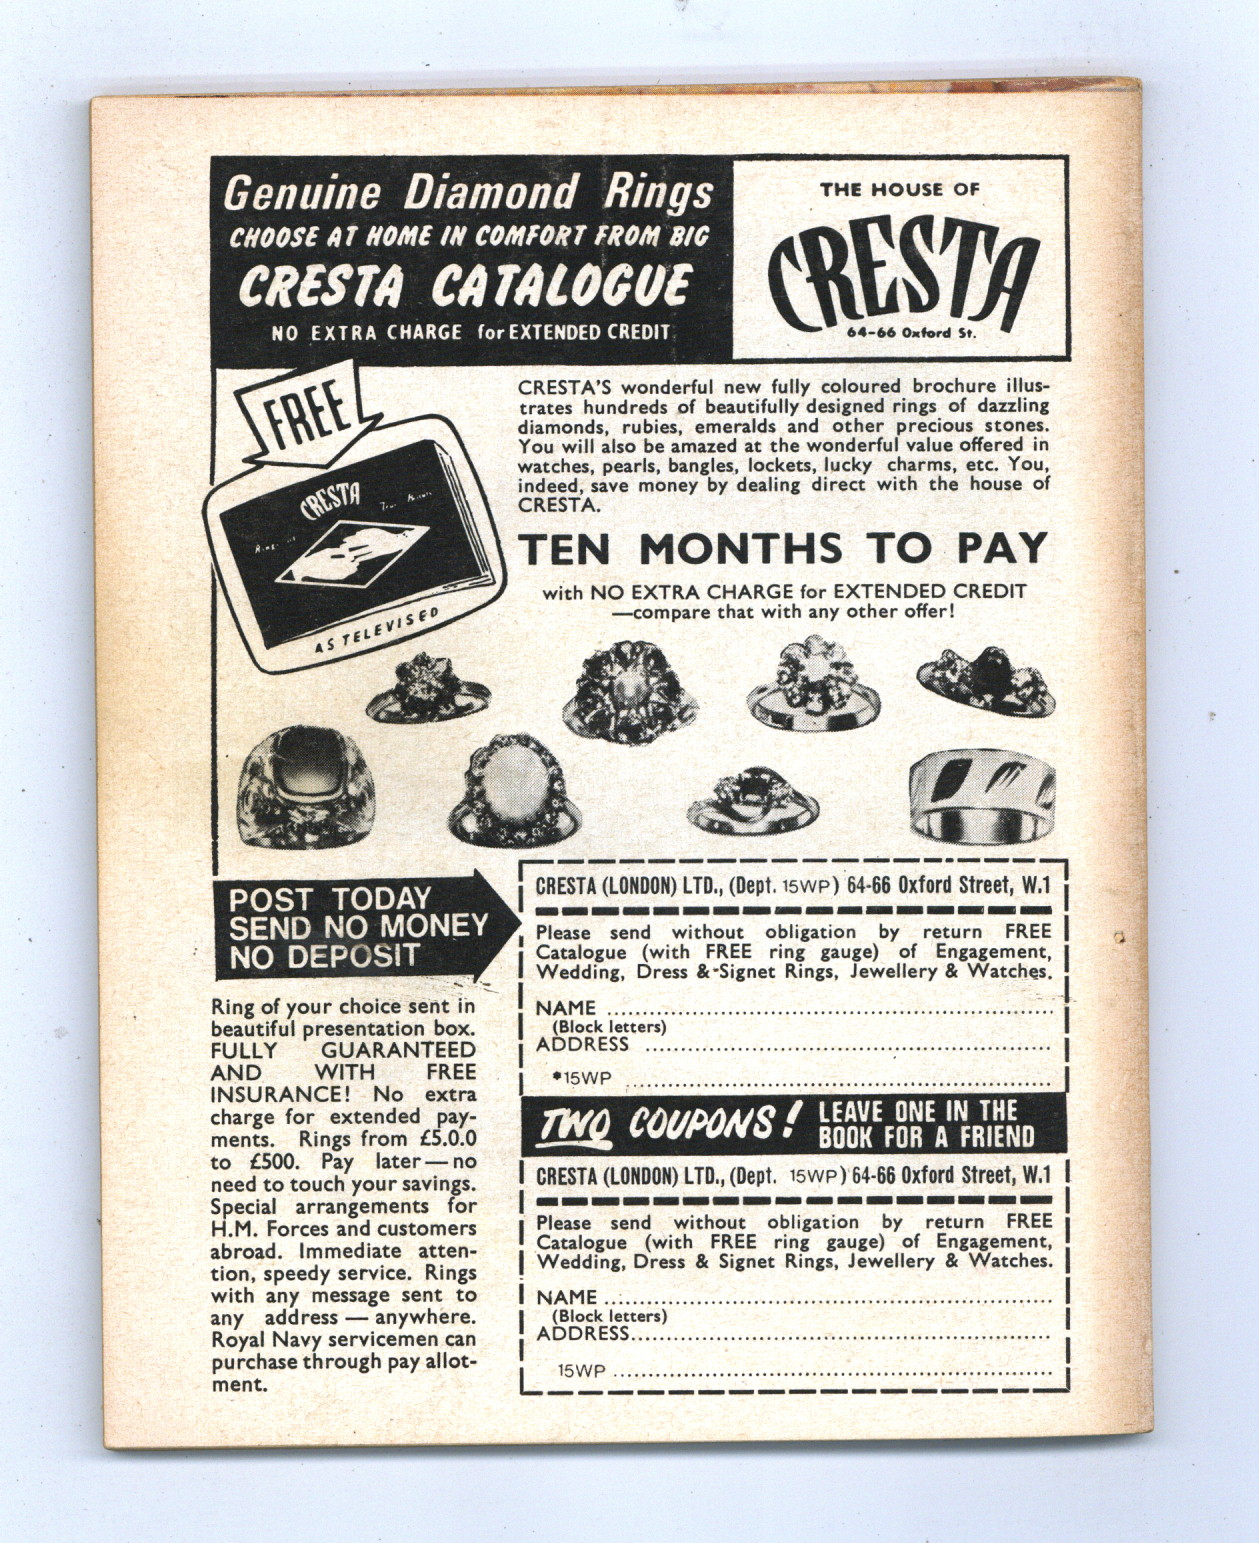 Genuine Diamond Rings
CHOOSE AT HOME IN COMFORT FROM BIG
CRESTA CATALOGUE
NO EXTRA CHARGE for EXTENDED CREDIT
THE HOUSE OF
CRESTA
64-66 Oxford St.
FREE
CRESTA
AS TELEVISED
CRESTA'S wonderful new fully coloured brochure illus-
trates hundreds of beautifully designed rings of dazzling
diamonds, rubies, emeralds and other precious stones.
You will also be amazed at the wonderful value offered in
watches, pearls, bangles, lockets, lucky charms, etc. You,
indeed, save money by dealing direct with the house of
CRESTA.
TEN MONTHS TO PAY
with NO EXTRA CHARGE for EXTENDED CREDIT
—compare that with any other offer!
POST TODAY
SEND NO MONEY
NO DEPOSIT
Ring of your choice sent in
beautiful presentation box.
FULLY GUARANTEED
AND WITH FREE
INSURANCE! No extra
charge for extended pay-
ments. Rings from £5.0.0
to £500. Pay later — no
need to touch your savings.
Special arrangements for
H.M. Forces and customers
abroad. Immediate atten-
tion, speedy service. Rings
with any message sent to
any address — anywhere.
Royal Navy servicemen can
purchase through pay allot-
ment.
CRESTA (LONDON) LTD., (Dept. 15WP) 64-66 Oxford Street, W.1
Please send without obligation by return FREE
Catalogue (with FREE ring gauge) of Engagement,
Wedding, Dress & Signet Rings, Jewellery & Watches.
NAME ........................................
(Block letters)
ADDRESS ........................................
*15WP ........................................
TWO COUPONS! LEAVE ONE IN THE
BOOK FOR A FRIEND
CRESTA (LONDON) LTD., (Dept. 15WP) 64-66 Oxford Street, W.1
Please send without obligation by return FREE
Catalogue (with FREE ring gauge) of Engagement,
Wedding, Dress & Signet Rings, Jewellery & Watches.
NAME ........................................
(Block letters)
ADDRESS ........................................
15WP ........................................